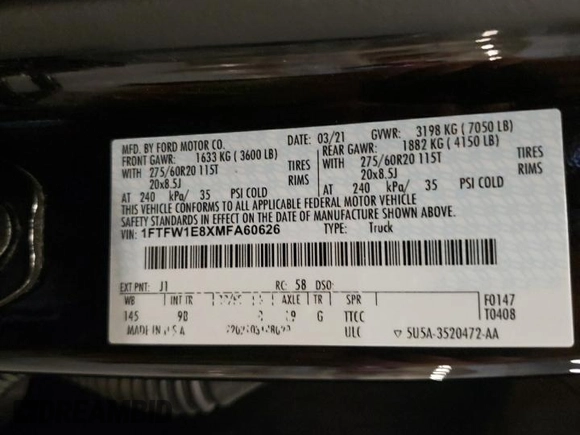 MFD. BY FORD MOTOR CO.
DATE: 03/21 GVWR: 3198 KG ( 7050 LB)
FRONT GAWR: 1633 KG ( 3600 LB)
REAR GAWR: 1882 KG ( 4150 LB)
WITH 275/60R20 115T TIRES
20x8.5J RIMS
WITH 275/60R20 115T TIRES
20x8.5J RIMS
AT 240 kPa/ 35 PSI COLD
AT 240 kPa/ 35 PSI COLD
THIS VEHICLE CONFORMS TO ALL APPLICABLE FEDERAL MOTOR VEHICLE
SAFETY STANDARDS IN EFFECT ON THE DATE OF MANUFACTURE SHOWN ABOVE.
VIN: 1FTFW1E8XMFA60626 TYPE: Truck
EXT PNT: J1 RC: 58 DSO:
WB INT TR AXLE TR SPR
145 9B 19 G TTCC
F0147
T0408
MADE IN U.S.A ULC
▽ 5U5A-3520472-AA